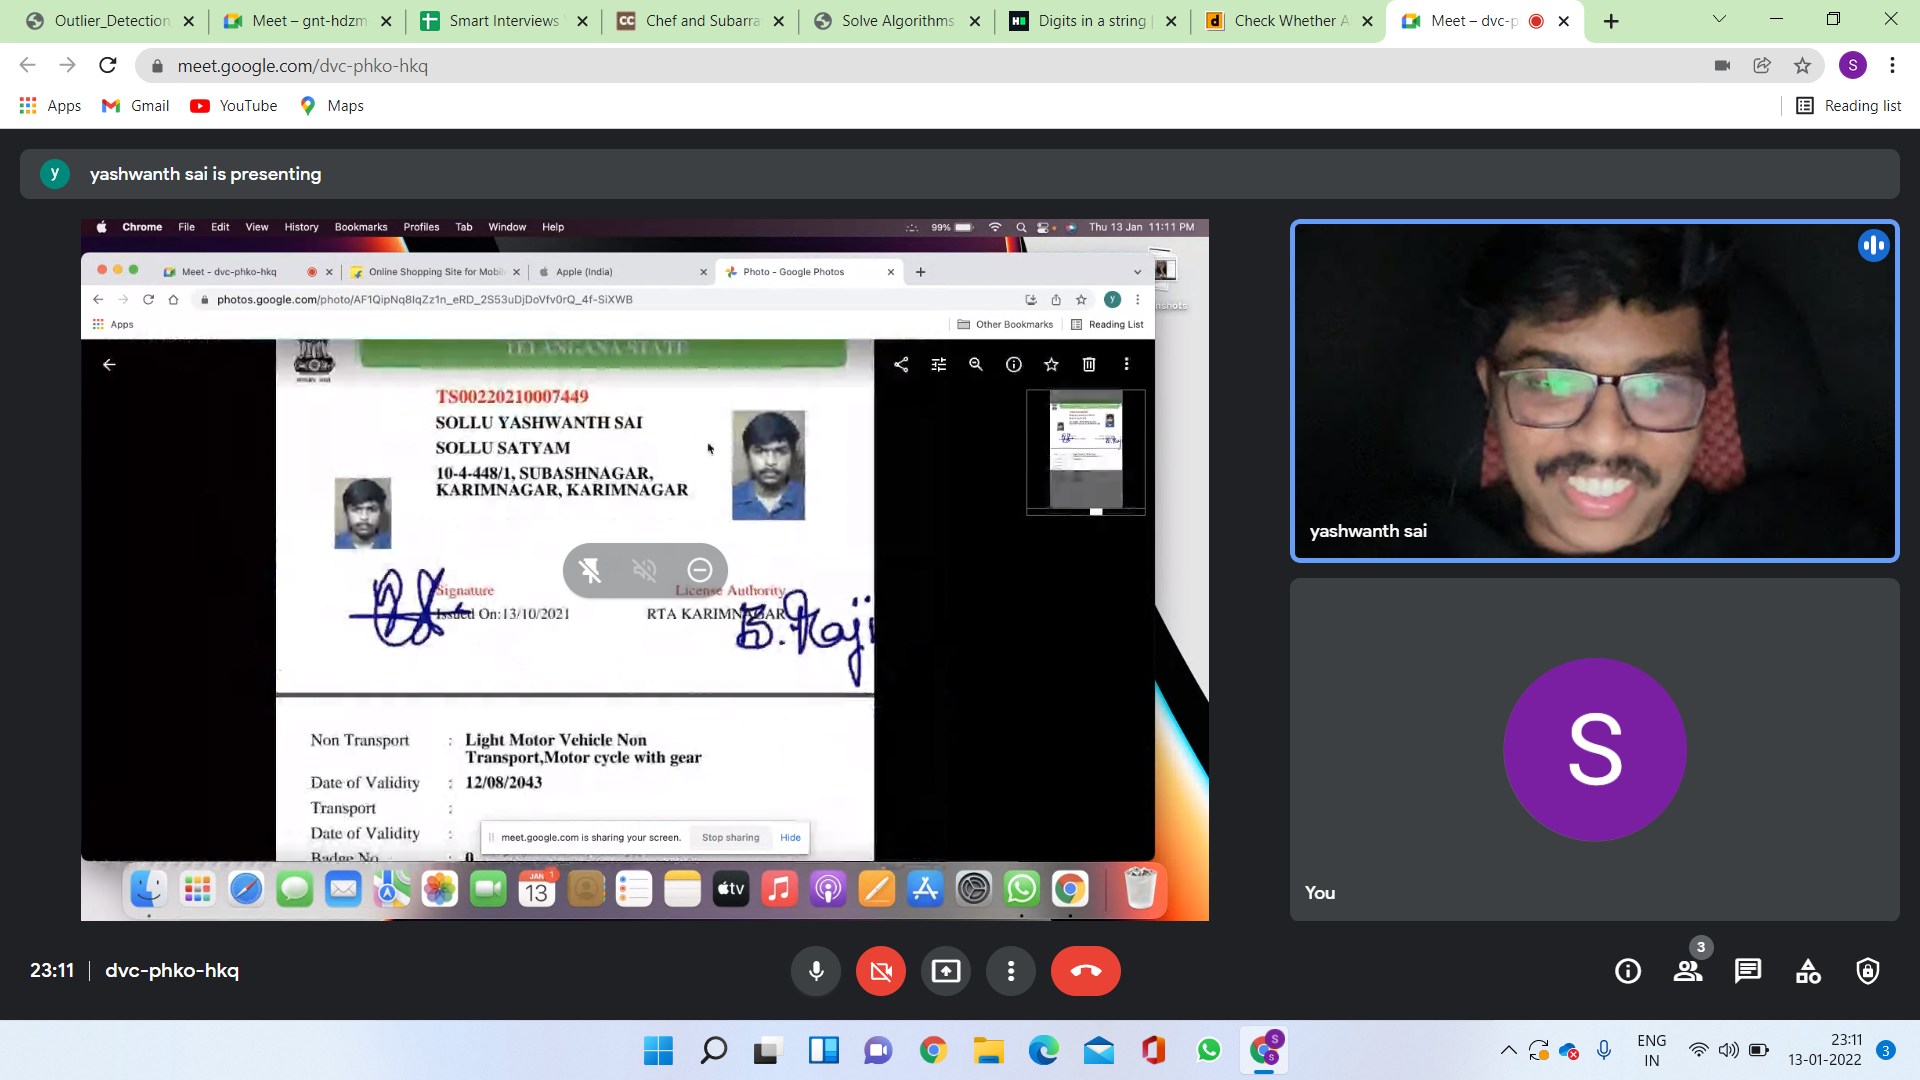 Outlier_Detection
Meet – gnt-hdzm
Smart Interviews
Chef and Subarra
Solve Algorithms
Digits in a string
Check Whether A
Meet – dvc-p
meet.google.com/dvc-phko-hkq
S
Apps
Gmail
YouTube
Maps
Reading list
y
yashwanth sai is presenting
Chrome File Edit View History Bookmarks Profiles Tab Window Help
99%
Thu 13 Jan 11:11 PM
Meet - dvc-phko-hkq
Online Shopping Site for Mobil
Apple (India)
Photo - Google Photos
photos.google.com/photo/AF1QipNq8IqZz1n_eRD_2S53uDjDoVfv0rQ_4f-SiXWB
y
Apps
Other Bookmarks
Reading List
TELANGANA STATE
TS00220210007449
SOLLU YASHWANTH SAI
SOLLU SATYAM
10-4-448/1, SUBASHNAGAR,
KARIMNAGAR, KARIMNAGAR
Signature
License Authority
Issued On:13/10/2021
RTA KARIMNAGAR
Non Transport : Light Motor Vehicle Non
Transport,Motor cycle with gear
Date of Validity : 12/08/2043
Transport :
Date of Validity :
Badge No : 0
meet.google.com is sharing your screen.
Stop sharing
Hide
JAN
13
tv
yashwanth sai
S
You
23:11
dvc-phko-hkq
3
S
S
ENG
IN
23:11
13-01-2022
3